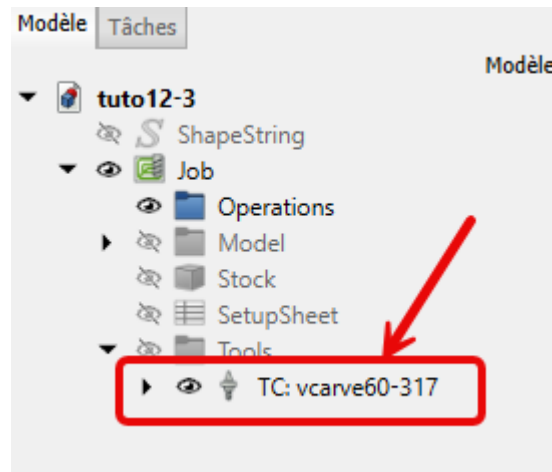 Modèle Tâches
Modèle
tuto12-3
ShapeString
Job
Operations
Model
Stock
SetupSheet
Tools
TC: vcarve60-317